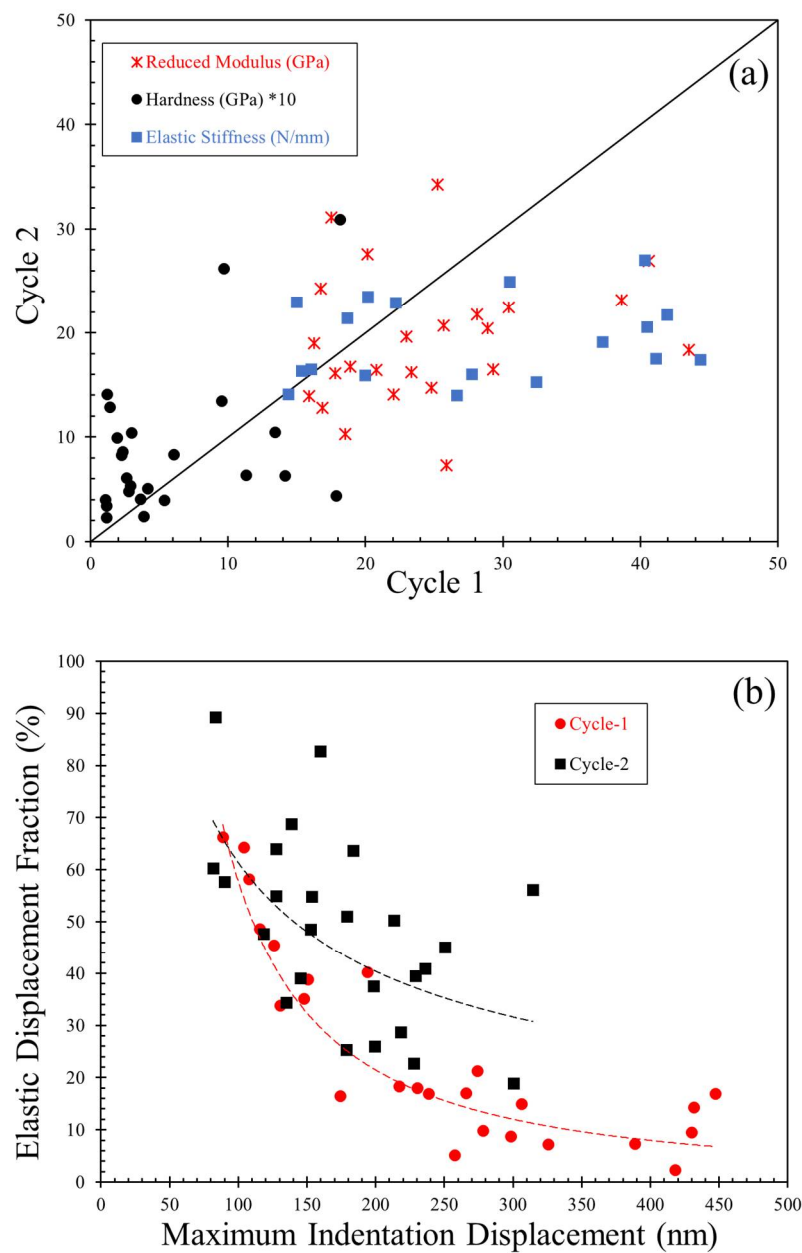 50
(a)
Reduced Modulus (GPa)
Hardness (GPa) *10
Elastic Stiffness (N/mm)
40
30
20
10
0
Cycle 2
0 10 20 30 40 50
Cycle 1
100
(b)
90
Cycle-1
80
Cycle-2
70
60
50
40
30
20
10
0
Elastic Displacement Fraction (%)
0 50 100 150 200 250 300 350 400 450 500
Maximum Indentation Displacement (nm)